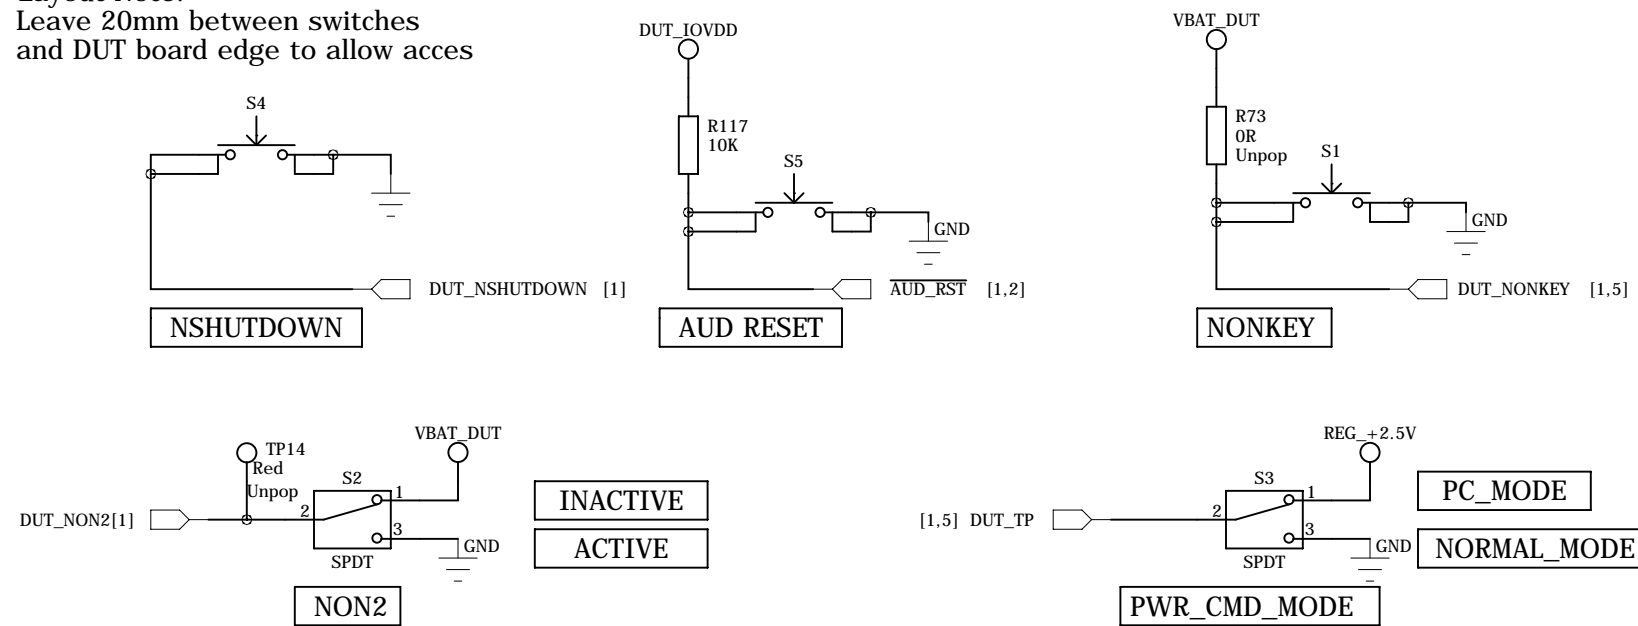 Layout Note:
Leave 20mm between switches
and DUT board edge to allow acces
S4
DUT_NSHUTDOWN [1]
NSHUTDOWN
DUT_IOVDD
R117
10K
S5
GND
AUD_RST [1,2]
AUD RESET
VBAT_DUT
R73
0R
Unpop
S1
GND
DUT_NONKEY [1,5]
NONKEY
TP14
Red
Unpop
VBAT_DUT
S2
1
2
3
DUT_NON2[1]
GND
SPDT
INACTIVE
ACTIVE
NON2
REG_+2.5V
S3
1
2
3
[1,5] DUT_TP
GND
SPDT
PC_MODE
NORMAL_MODE
PWR_CMD_MODE